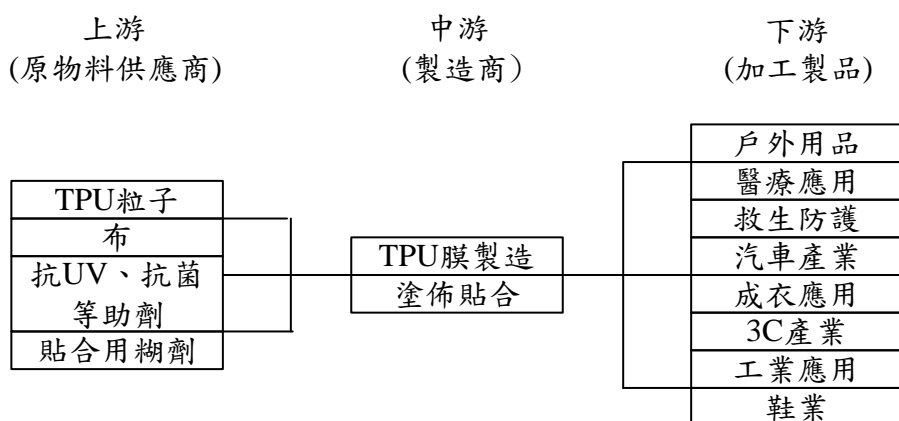 上游
(原物料供應商)
中游
(製造商)
下游
(加工製品)
TPU粒子
布
抗UV、抗菌
等助劑
貼合用糊劑
TPU膜製造
塗佈貼合
戶外用品
醫療應用
救生防護
汽車產業
成衣應用
3C產業
工業應用
鞋業